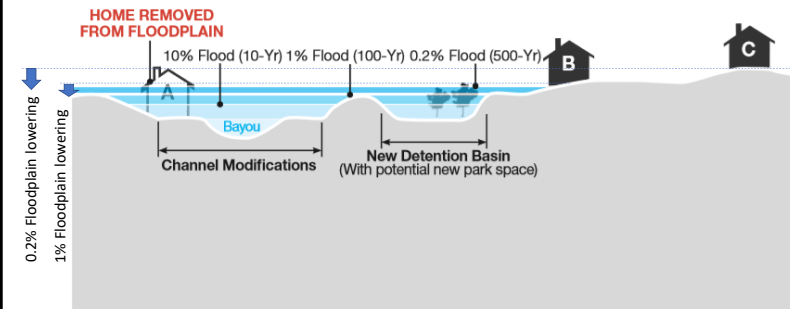 HOME REMOVED
FROM FLOODPLAIN
10% Flood (10-Yr) 1% Flood (100-Yr) 0.2% Flood (500-Yr)
B
C
A
Bayou
Channel Modifications
New Detention Basin
(With potential new park space)
0.2% Floodplain lowering
1% Floodplain lowering